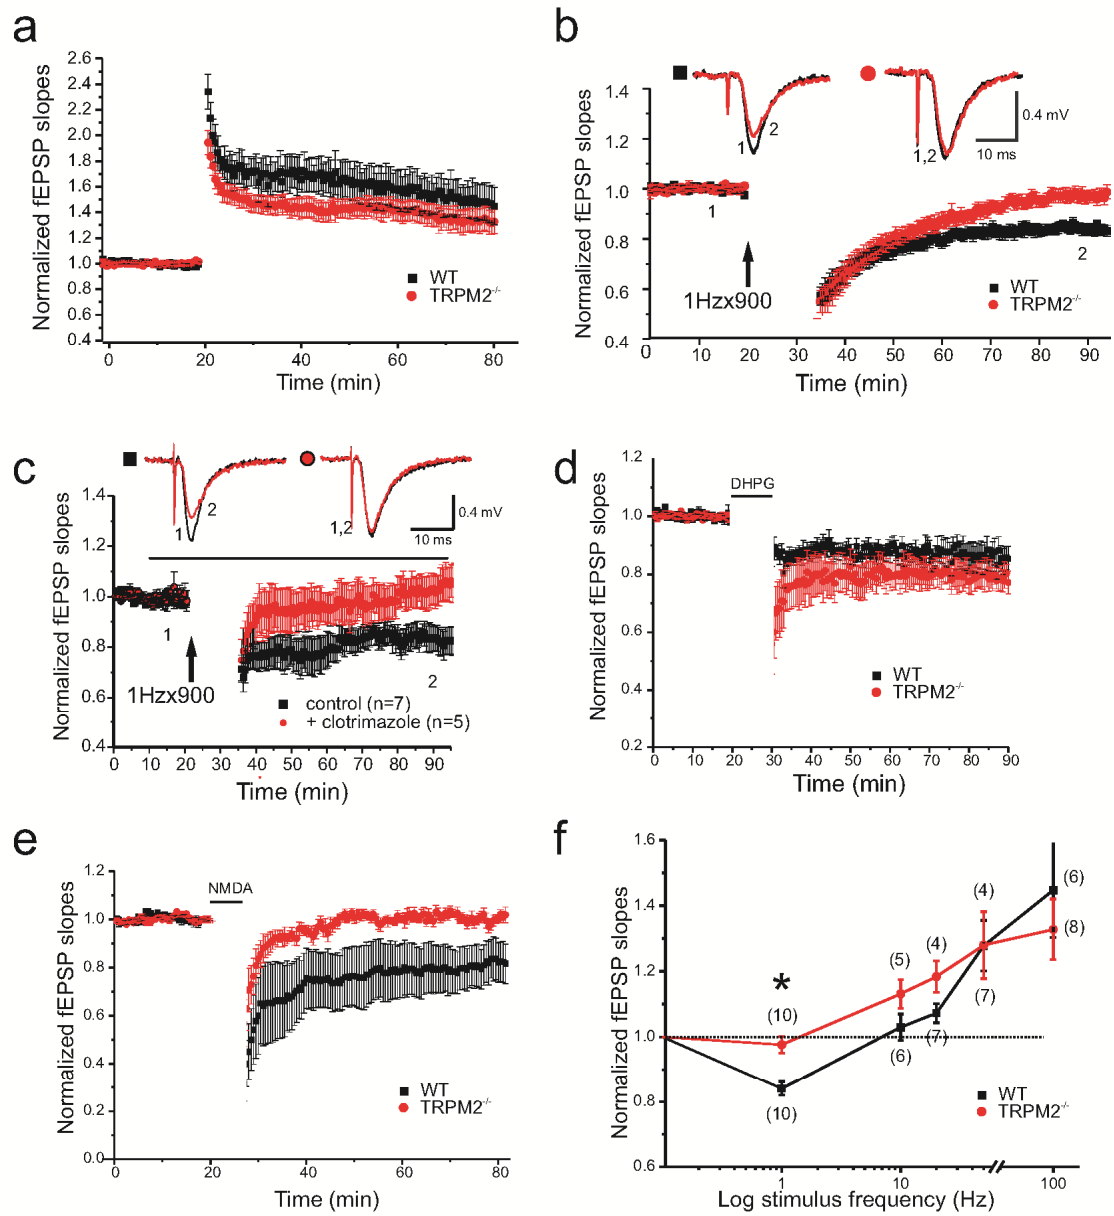 a
Normalized fEPSP slopes
2.6
2.4
2.2
2.0
1.8
1.6
1.4
1.2
1.0
0.8
0.6
0.4
WT
TRPM2-/-
0 20 40 60 80
Time (min)
b
Normalized fEPSP slopes
1.4
1.2
1.0
0.8
0.6
0.4
1
2
1,2
0.4 mV
10 ms
1
2
1Hzx900
WT
TRPM2-/-
0 10 20 30 40 50 60 70 80 90
Time (min)
c
Normalized fEPSP slopes
1.4
1.2
1.0
0.8
0.6
0.4
1
2
1,2
0.4 mV
10 ms
1
2
1Hzx900
control (n=7)
+ clotrimazole (n=5)
0 10 20 30 40 50 60 70 80 90
Time (min)
d
Normalized fEPSP slopes
1.2
1.0
0.8
0.6
0.4
0.2
DHPG
WT
TRPM2-/-
0 10 20 30 40 50 60 70 80 90
Time (min)
e
Normalized fEPSP slopes
1.2
1.0
0.8
0.6
0.4
0.2
0.0
NMDA
WT
TRPM2-/-
0 20 40 60 80
Time (min)
f
Normalized fEPSP slopes
1.6
1.4
1.2
1.0
0.8
0.6
*
(10)
(10)
(5)
(6)
(4)
(7)
(4)
(7)
(6)
(8)
WT
TRPM2-/-
1 10 100
Log stimulus frequency (Hz)